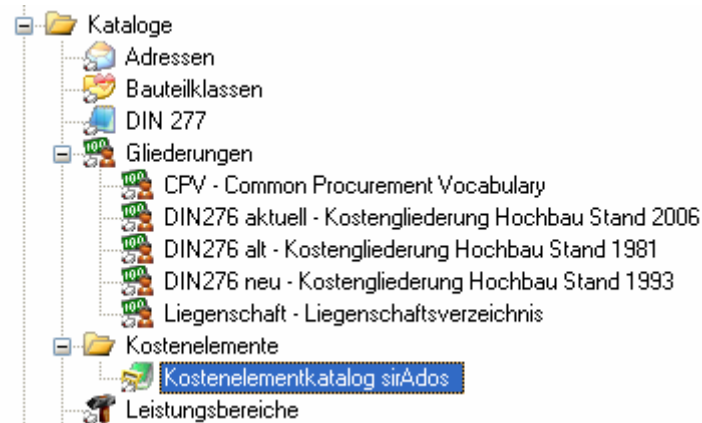 Kataloge
Adressen
Bauteilklassen
DIN 277
Gliederungen
CPV - Common Procurement Vocabulary
DIN276 aktuell - Kostengliederung Hochbau Stand 2006
DIN276 alt - Kostengliederung Hochbau Stand 1981
DIN276 neu - Kostengliederung Hochbau Stand 1993
Liegenschaft - Liegenschaftsverzeichnis
Kostenelemente
Kostenelementkatalog sirAdos
Leistungsbereiche